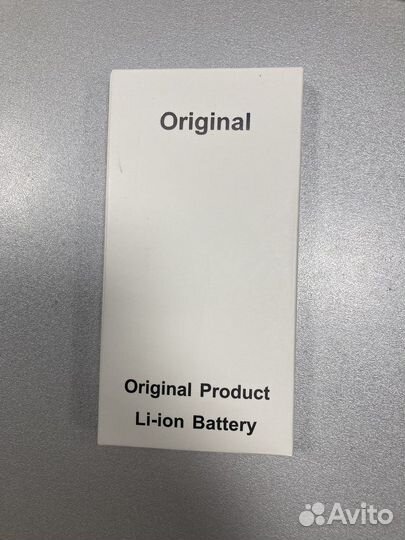 Original
Original Product
Li-ion Battery
Avito